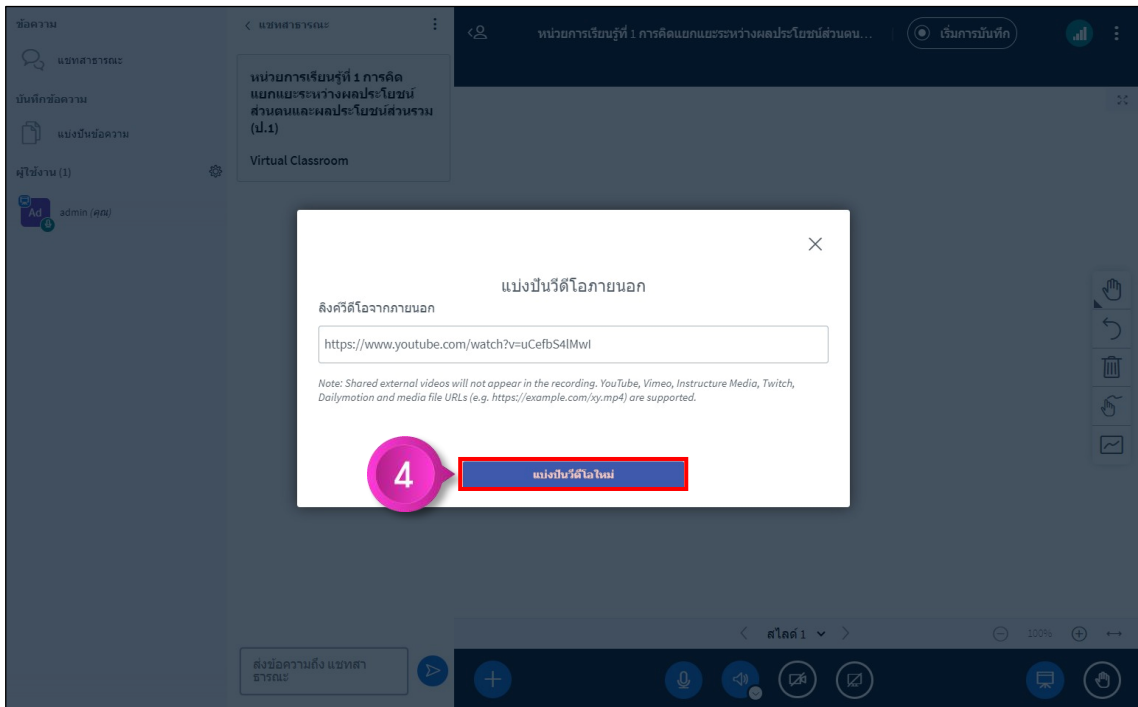 ข้อความ
แชทสาธารณะ
บันทึกข้อความ
แบ่งปันข้อความ
ผู้ใช้งาน (1)
Ad
admin (คุณ)
แชทสาธารณะ
หน่วยการเรียนรู้ที่ 1 การคิด
แยกแยะระหว่างผลประโยชน์
ส่วนตนและผลประโยชน์ส่วนรวม
(ป.1)
Virtual Classroom
หน่วยการเรียนรู้ที่ 1 การคิดแยกแยะระหว่างผลประโยชน์ส่วนตน...
เริ่มการบันทึก
แบ่งปันวีดีโอภายนอก
ลิงค์วีดีโอจากภายนอก
https://www.youtube.com/watch?v=uCefbS4lMwI
Note: Shared external videos will not appear in the recording. YouTube, Vimeo, Instructure Media, Twitch,
Dailymotion and media file URLs (e.g. https://example.com/xy.mp4) are supported.
4
แบ่งปันวีดีโอใหม่
สไลด์ 1
100%
ส่งข้อความถึง แชทสา
ธารณะ